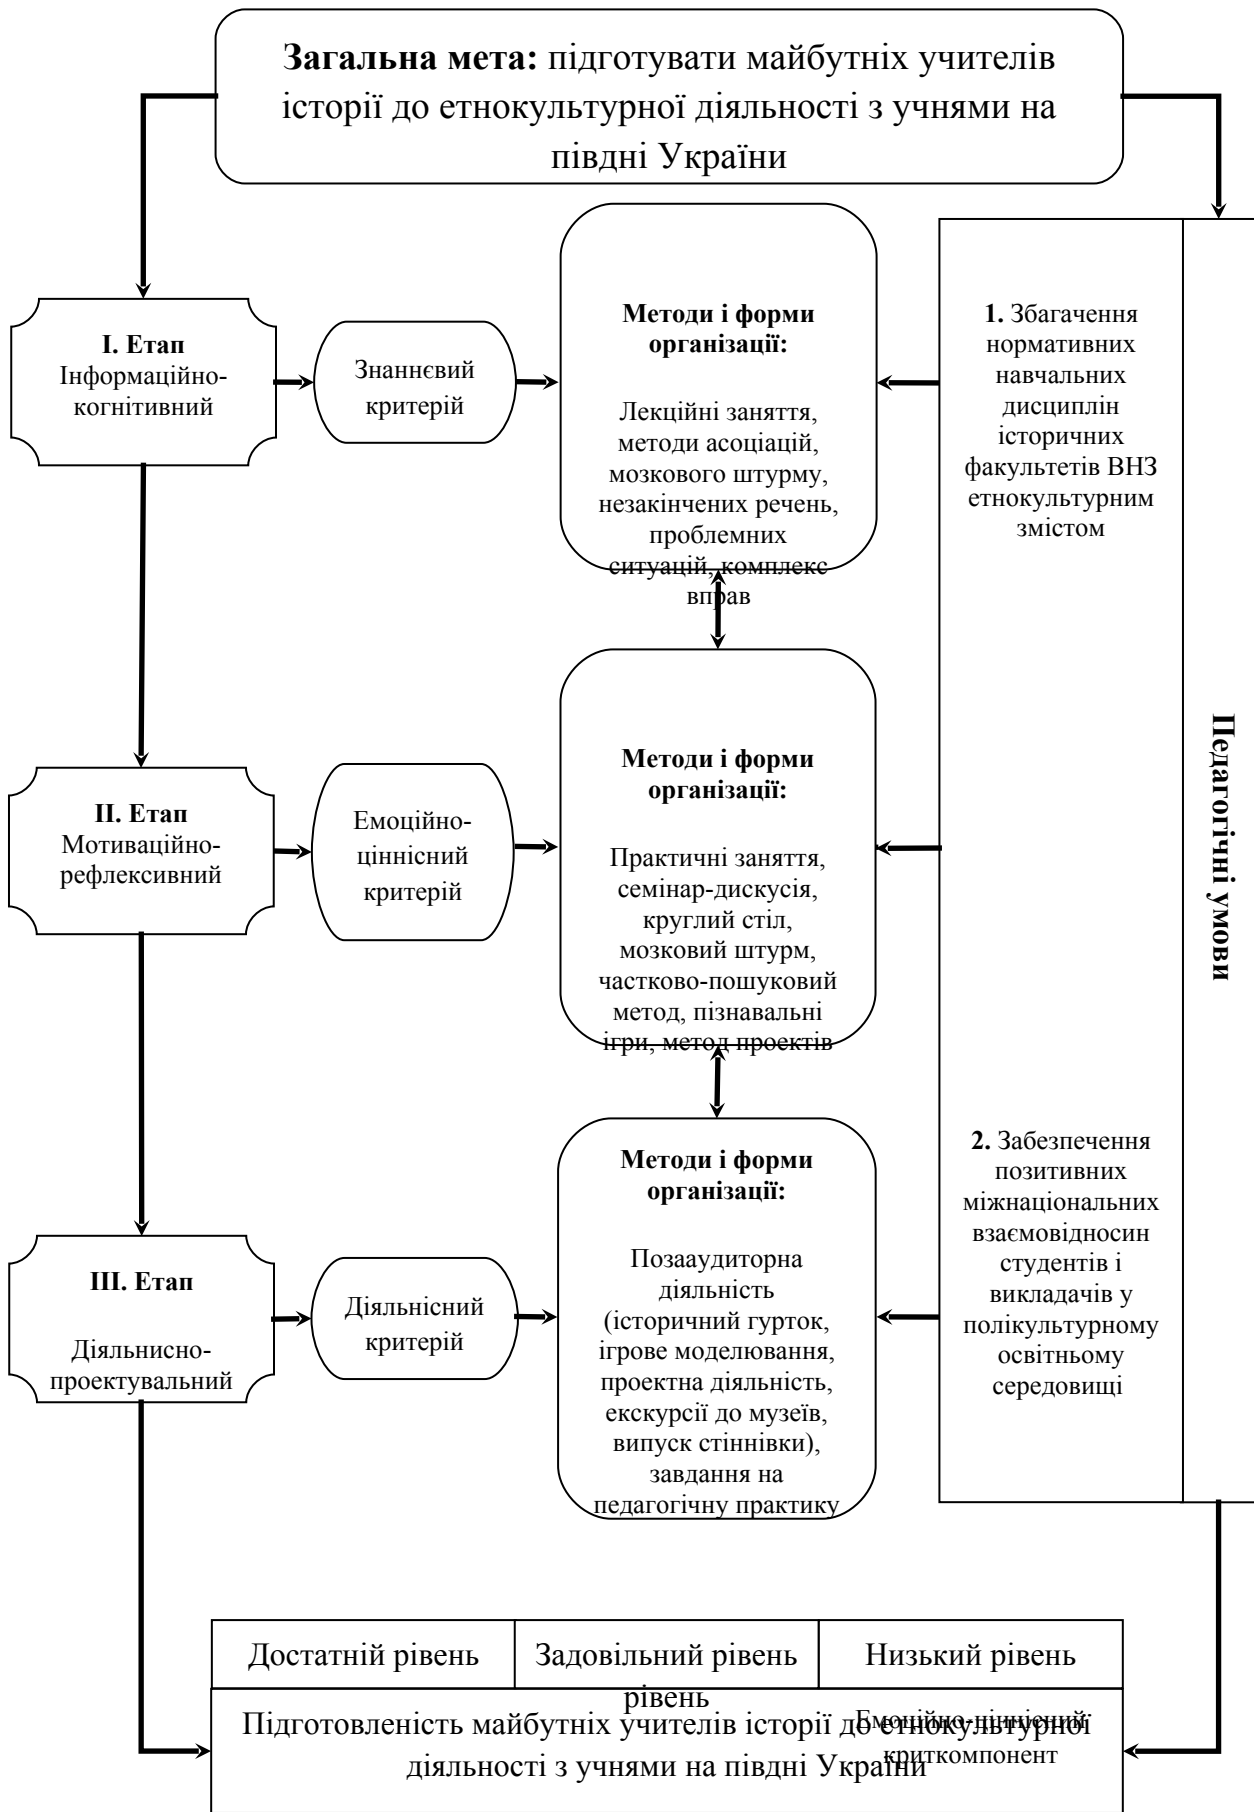 Загальна мета: підготувати майбутніх учителів
історії до етнокультурної діяльності з учнями на
півдні України
І. Етап
Інформаційно-
когнітивний
Знаннєвий
критерій
Методи і форми
організації:
Лекційні заняття,
методи асоціацій,
мозкового штурму,
незакінчених речень,
проблемних
ситуацій, комплекс
вправ
1. Збагачення
нормативних
навчальних
дисциплін
історичних
факультетів ВНЗ
етнокультурним
змістом
Педагогічні умови
ІІ. Етап
Мотиваційно-
рефлексивний
Емоційно-
ціннісний
критерій
Методи і форми
організації:
Практичні заняття,
семінар-дискусія,
круглий стіл,
мозковий штурм,
частково-пошуковий
метод, пізнавальні
ігри, метод проектів
2. Забезпечення
позитивних
міжнаціональних
взаємовідносин
студентів і
викладачів у
полікультурному
освітньому
середовищі
ІІІ. Етап
Діяльнисно-
проектувальний
Діяльнісний
критерій
Методи і форми
організації:
Позааудиторна
діяльність
(історичний гурток,
ігрове моделювання,
проектна діяльність,
екскурсії до музеїв,
випуск стіннівки),
завдання на
педагогічну практику
Достатній рівень
Задовільний рівень
рівень
Низький рівень
Підготовленість майбутніх учителів історії до етнокультурної
діяльності з учнями на півдні України
Емоційно-ціннісний
криткомпонент